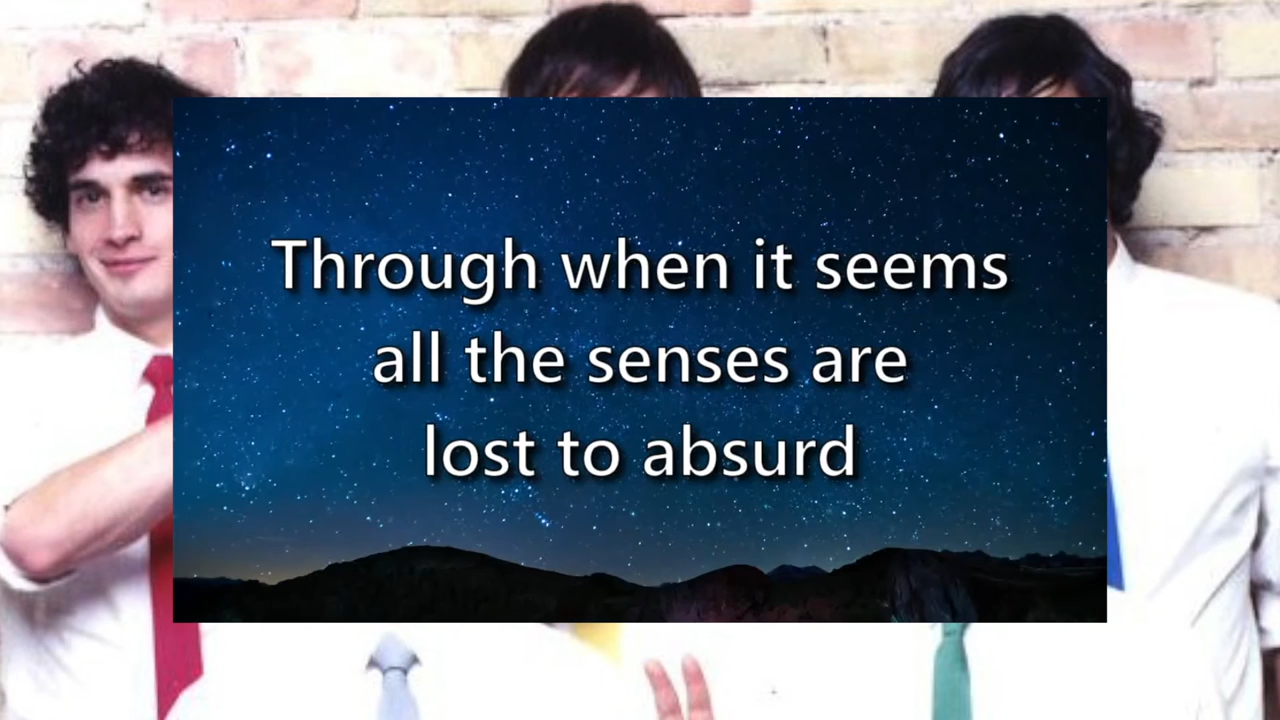 Through when it seems
all the senses are
lost to absurd